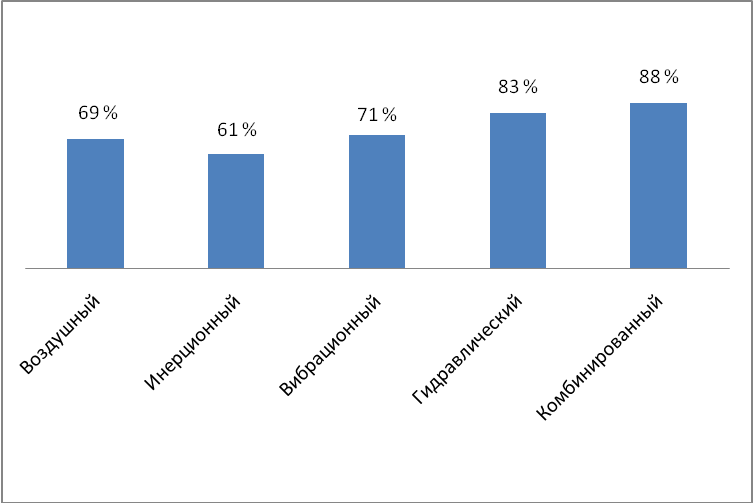 69 %
61 %
71 %
83 %
88 %
Воздушный
Инерционный
Вибрационный
Гидравлический
Комбинированный